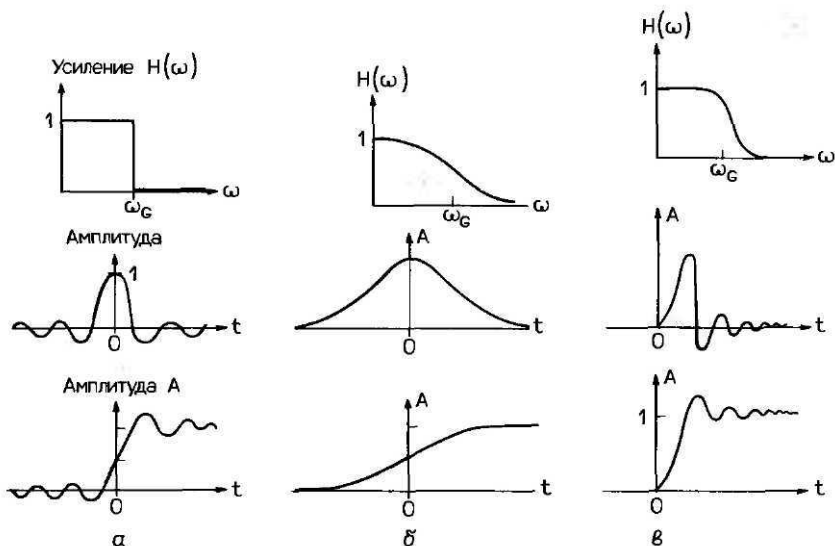 Усиление H(ω)
1
ω_G
ω
Амплитуда
1
t
0
Амплитуда A
t
0
а
H(ω)
1
ω_G
ω
A
t
0
A
t
0
б
H(ω)
1
ω_G
ω
A
t
0
A
1
t
0
в